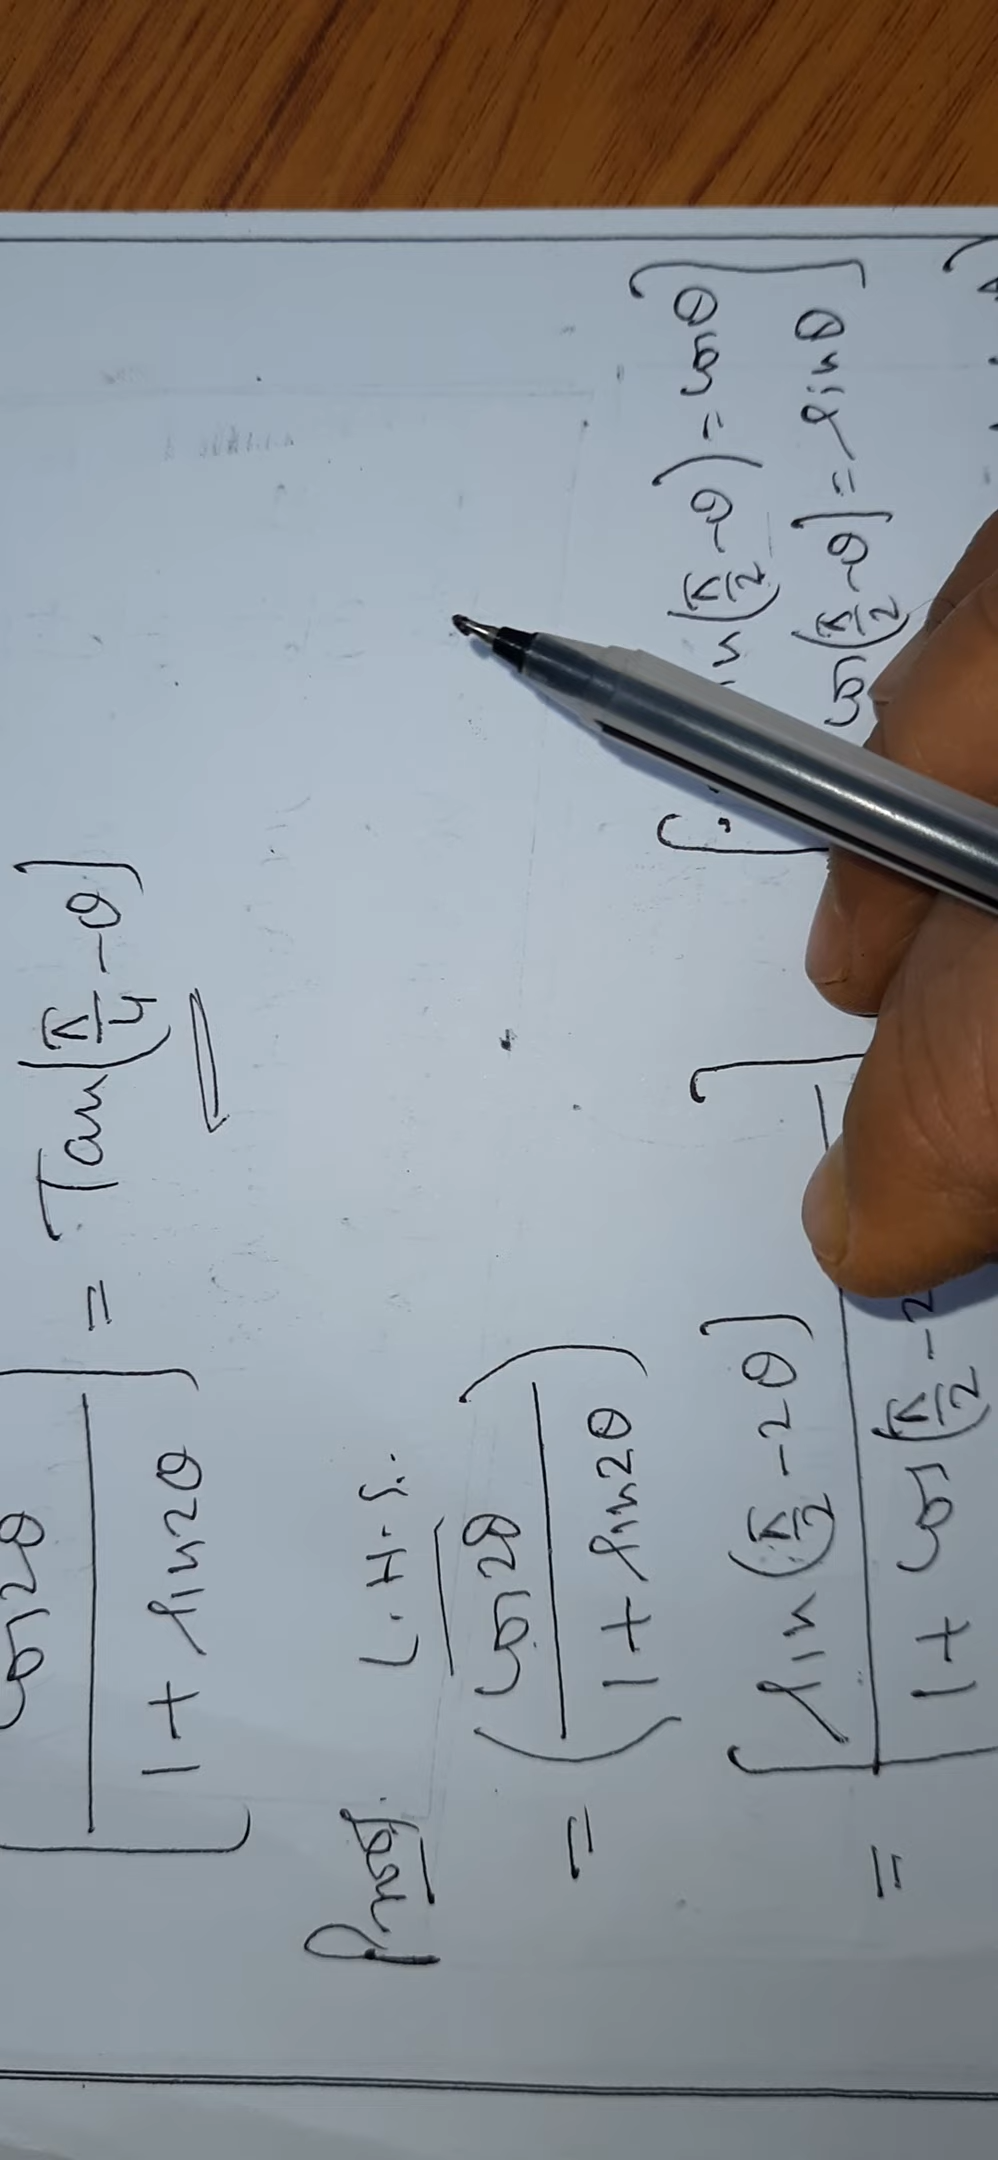 [cos2θ / 1 + sin2θ] = Tan(π/4 - θ)
Proof. L.H.S.
= (cos2θ / 1 + sin2θ)
= [sin(π/2 - 2θ) / 1 + cos(π/2 - 2] [∵ (π/2 - θ) = cosθ
cos(π/2 - θ) = sinθ]